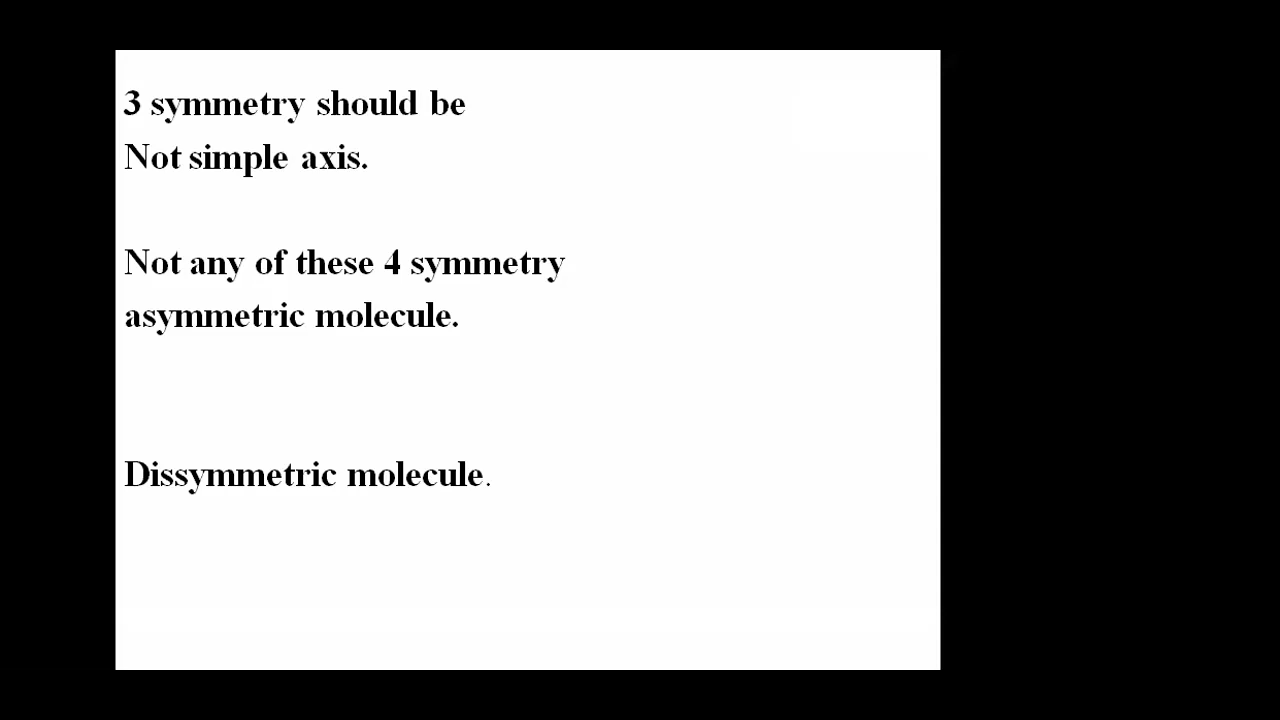 3 symmetry should be
Not simple axis.
Not any of these 4 symmetry
asymmetric molecule.
Dissymmetric molecule.